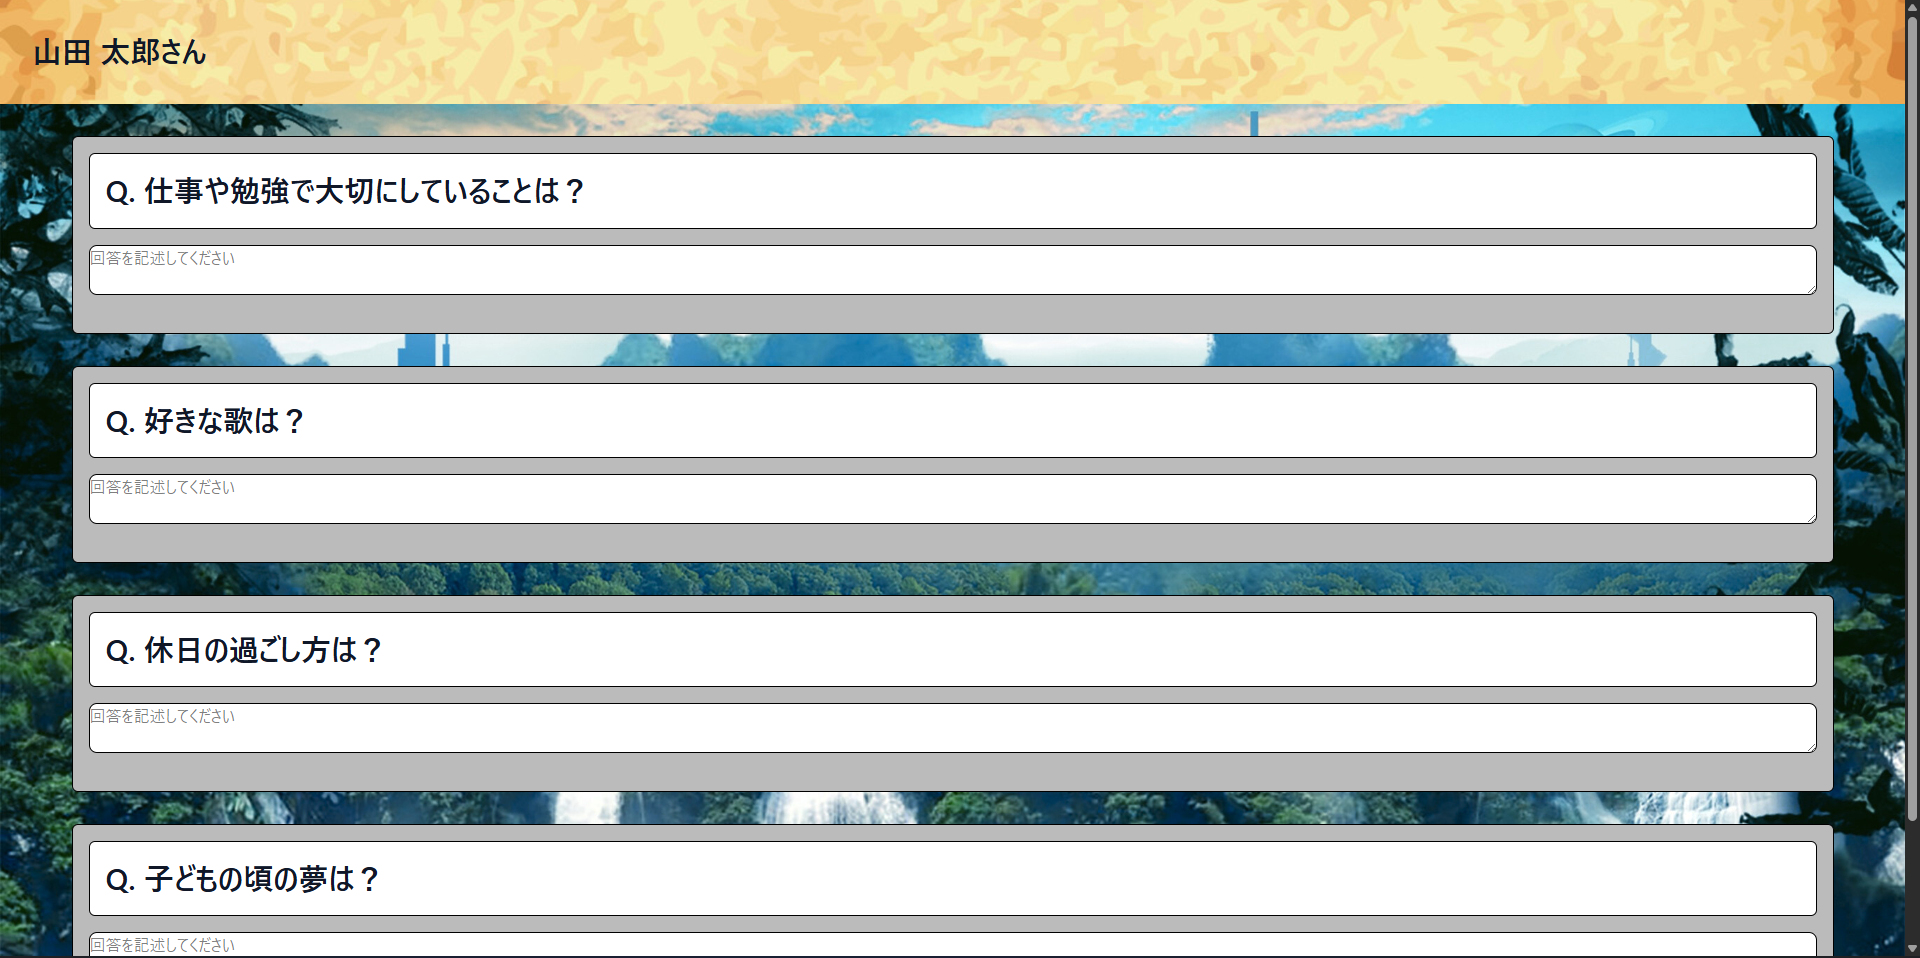 山田 太郎さん
Q. 仕事や勉強で大切にしていることは？
回答を記述してください
Q. 好きな歌は？
回答を記述してください
Q. 休日の過ごし方は？
回答を記述してください
Q. 子どもの頃の夢は？
回答を記述してください